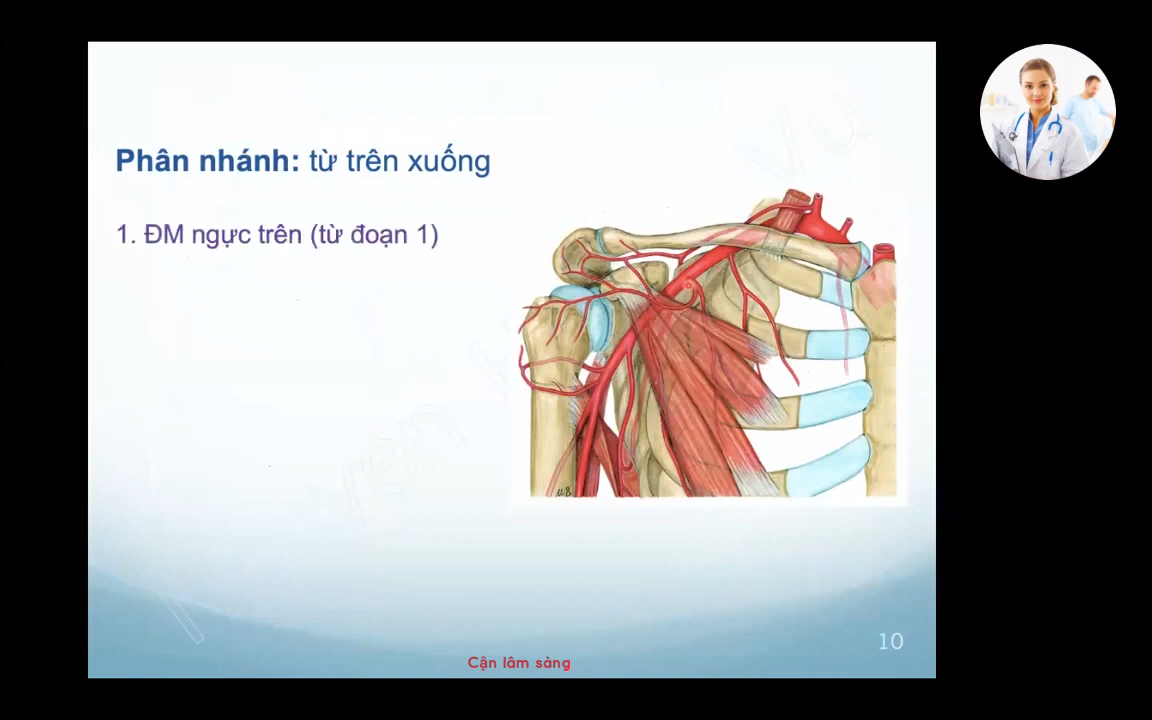 Phân nhánh: từ trên xuống
1. ĐM ngực trên (từ đoạn 1)
M.B.
10
Cận lâm sàng